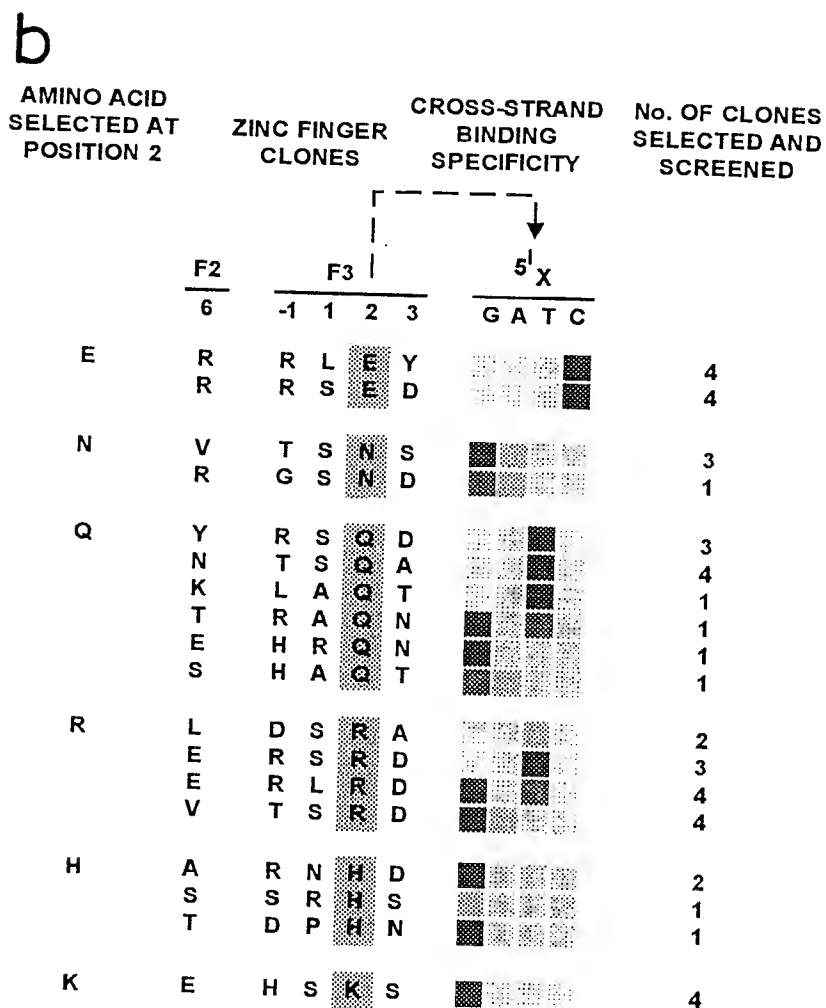 b
AMINO ACID SELECTED AT POSITION 2
ZINC FINGER CLONES
CROSS-STRAND BINDING SPECIFICITY
No. OF CLONES SELECTED AND SCREENED
F2 F3 5' X
6 -1 1 2 3 G A T C
E R R L E Y 4
R R S E D 4
N V T S N S 3
R G S N D 1
Q Y R S Q D 3
N T S Q A 4
K L A Q T 1
T R A Q N 1
E H R Q N 1
S H A Q T 1
R L D S R A 2
E R S R D 3
E R L R D 4
V T S R D 4
H A R N H D 2
S S R H S 1
T D P H N 1
K E H S K S 4